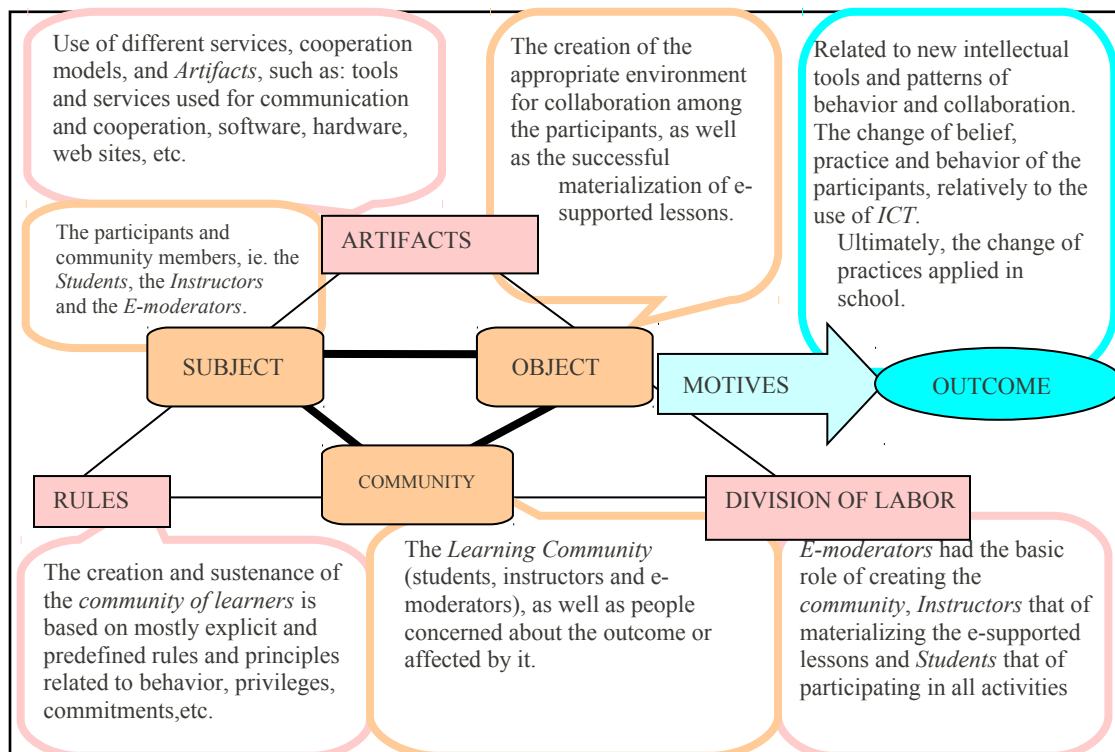 Use of different services, cooperation
models, and Artifacts, such as: tools
and services used for communication
and cooperation, software, hardware,
web sites, etc.
The creation of the
appropriate environment
for collaboration among
the participants, as well
as the successful
materialization of e-
supported lessons.
Related to new intellectual
tools and patterns of
behavior and collaboration.
The change of belief,
practice and behavior of the
participants, relatively to the
use of ICT.
Ultimately, the change of
practices applied in
school.
The participants and
community members, ie. the
Students, the Instructors
and the E-moderators.
ARTIFACTS
SUBJECT
OBJECT
MOTIVES
OUTCOME
RULES
COMMUNITY
DIVISION OF LABOR
The creation and sustenance of
the community of learners is
based on mostly explicit and
predefined rules and principles
related to behavior, privileges,
commitments,etc.
The Learning Community
(students, instructors and e-
moderators), as well as people
concerned about the outcome or
affected by it.
E-moderators had the basic
role of creating the
community, Instructors that of
materializing the e-supported
lessons and Students that of
participating in all activities